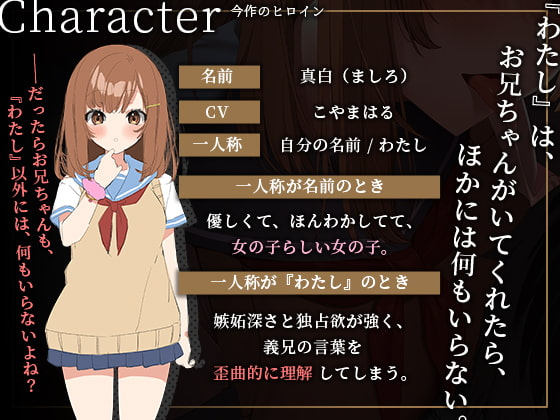 Character 今作のヒロイン
名前 真白（ましろ）
CV こやまはる
一人称 自分の名前 / わたし
一人称が名前のとき
優しくて、ほんわかしてて、
女の子らしい女の子。
一人称が『わたし』のとき
嫉妬深さと独占欲が強く、
義兄の言葉を
歪曲的に理解 してしまう。
『わたし』は、
お兄ちゃんがいてくれたら、
ほかには何もいらない。
――だったらお兄ちゃんも、
『わたし』以外には、何もいらないよね？